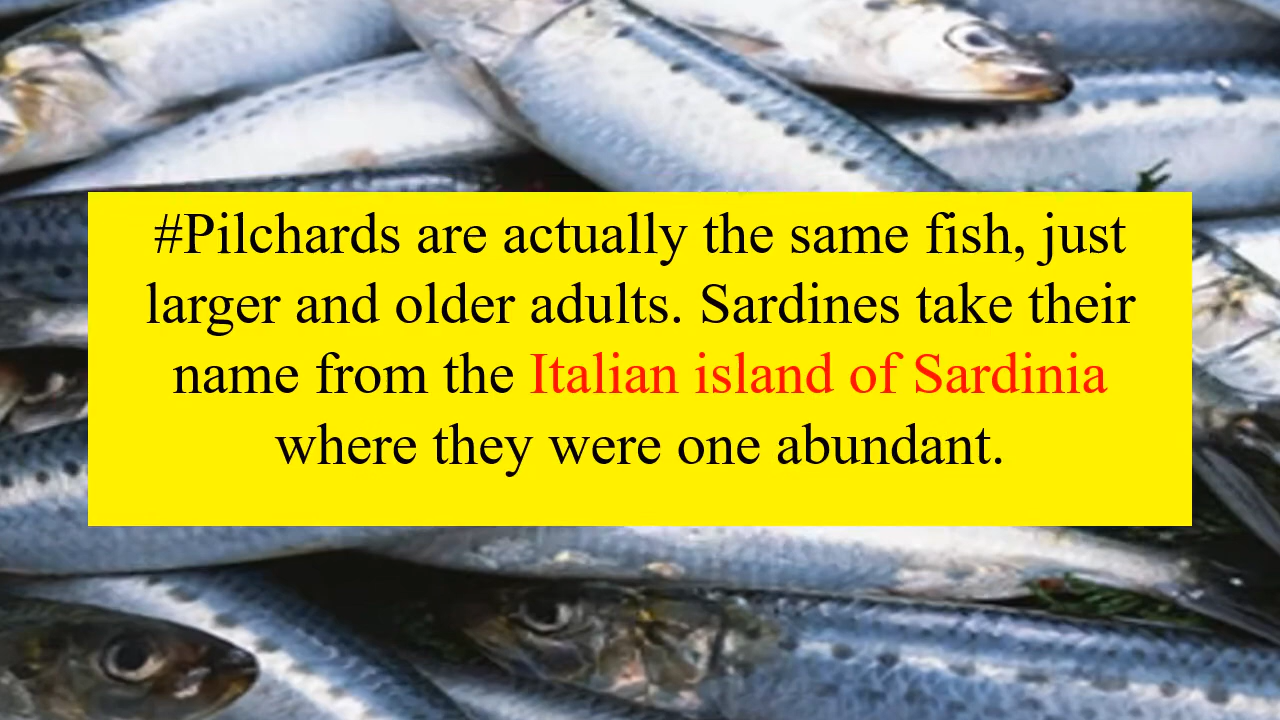 #Pilchards are actually the same fish, just
larger and older adults. Sardines take their
name from the Italian island of Sardinia
where they were one abundant.